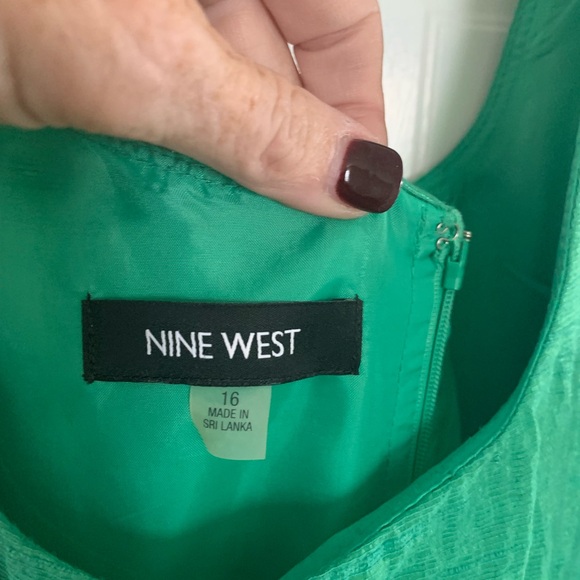 NINE WEST
16
MADE IN
SRI LANKA